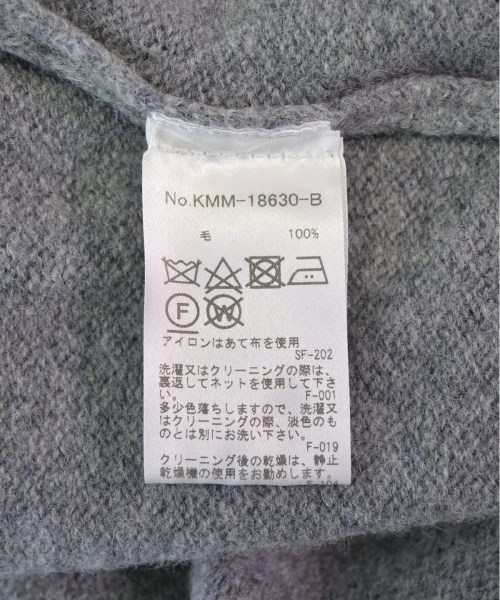 No.KMM-18630-B
毛 100%
F W
アイロンはあて布を使用
SF-202
洗濯又はクリーニングの際は、
裏返してネットを使用して下さ
い。 F-001
多少色落ちしますので、洗濯又
はクリーニングの際、淡色のも
のとは別にお洗い下さい。
F-019
クリーニング後の乾燥は、静止
乾燥機の使用をお勧めします。